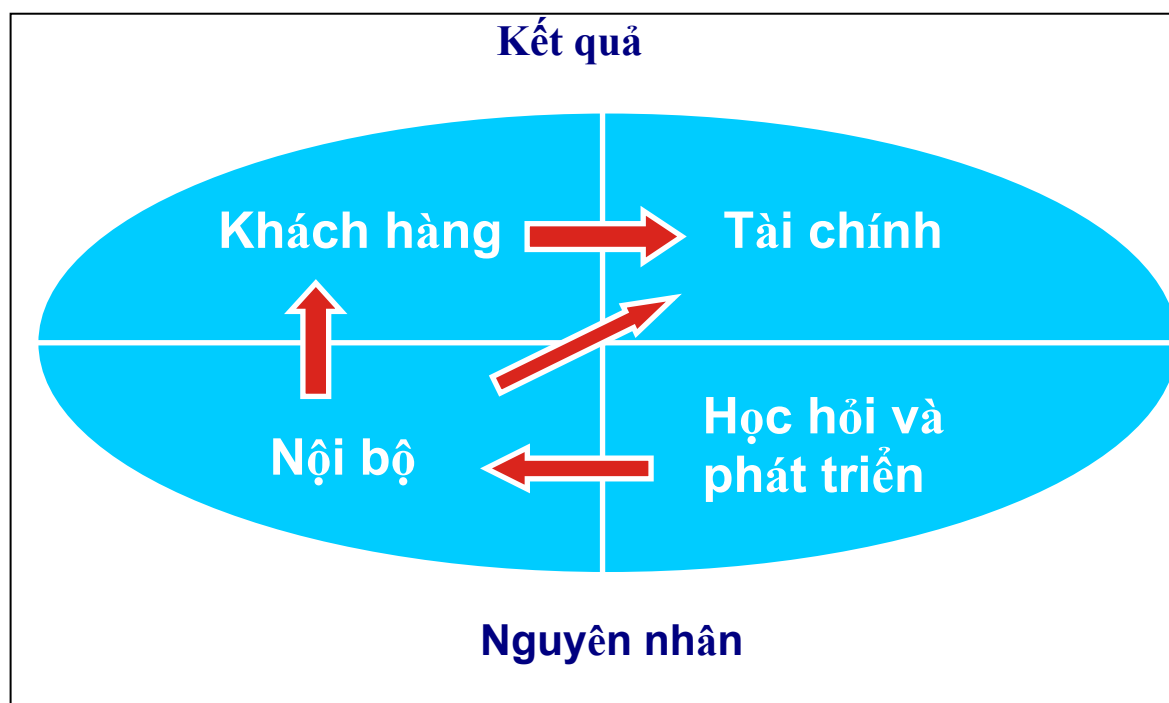 Kết quả
Khách hàng
Tài chính
Nội bộ
Học hỏi và
phát triển
Nguyên nhân